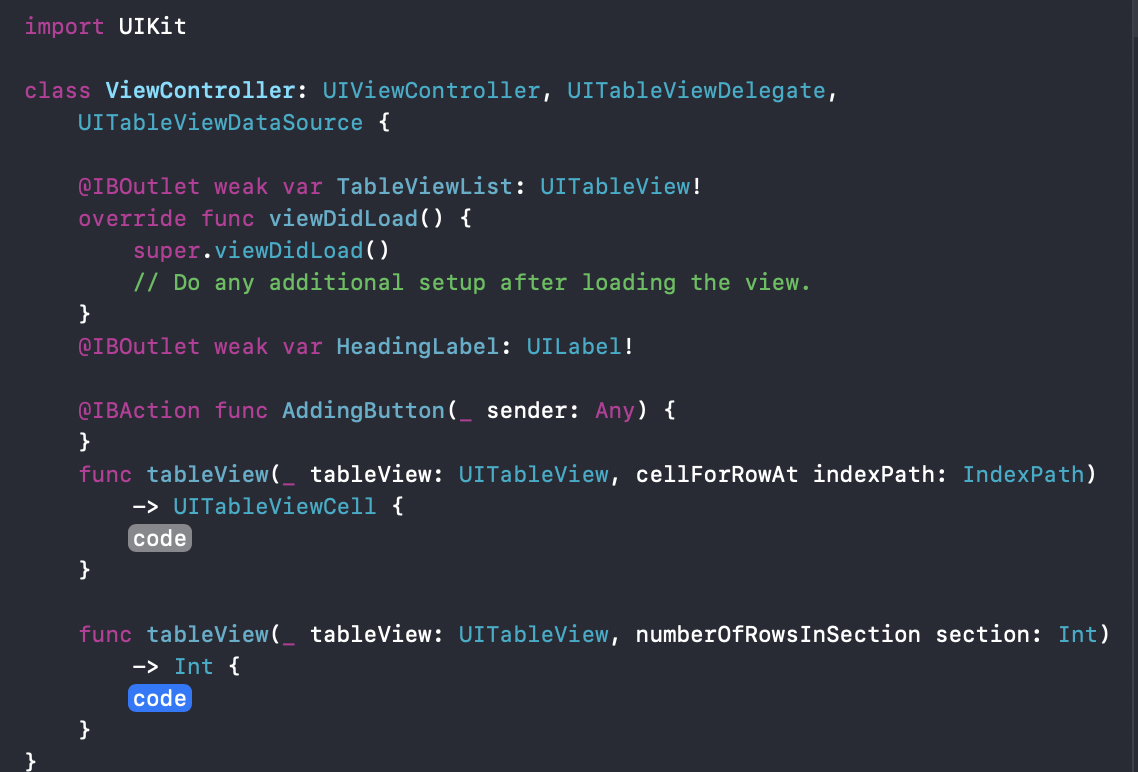 import UIKit
class ViewController: UIViewController, UITableViewDelegate,
UITableViewDataSource {
@IBOutlet weak var TableViewList: UITableView!
override func viewDidLoad() {
super.viewDidLoad()
// Do any additional setup after loading the view.
}
@IBOutlet weak var HeadingLabel: UILabel!
@IBAction func AddingButton(_ sender: Any) {
}
func tableView(_ tableView: UITableView, cellForRowAt indexPath: IndexPath)
-> UITableViewCell {
code
}
func tableView(_ tableView: UITableView, numberOfRowsInSection section: Int)
-> Int {
code
}
}